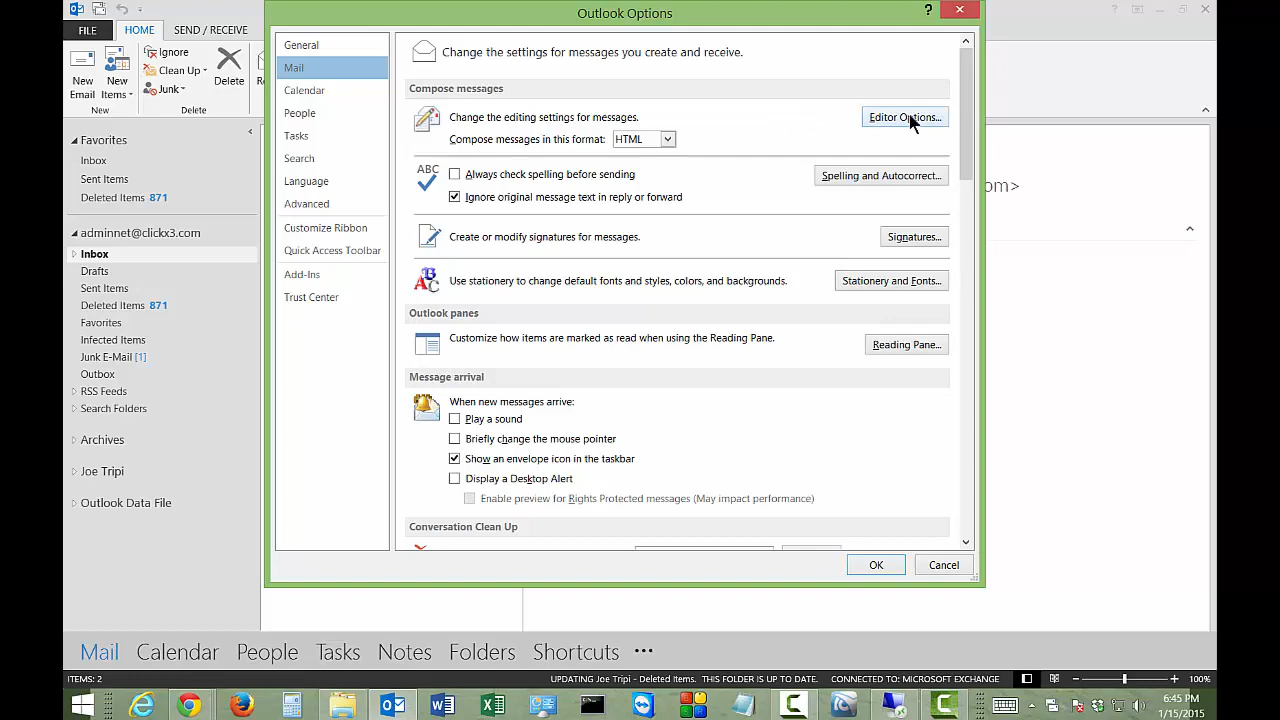 Outlook Options
?
FILE
HOME
SEND / RECEIVE
New Email
New Items
Ignore
Clean Up
Junk
Delete
New
Delete
Favorites
Inbox
Sent Items
Deleted Items 871
adminnet@clickx3.com
Inbox
Drafts
Sent Items
Deleted Items 871
Favorites
Infected Items
Junk E-Mail [1]
Outbox
RSS Feeds
Search Folders
Archives
Joe Tripi
Outlook Data File
General
Mail
Calendar
People
Tasks
Search
Language
Advanced
Customize Ribbon
Quick Access Toolbar
Add-Ins
Trust Center
Change the settings for messages you create and receive.
Compose messages
Change the editing settings for messages.
Editor Options...
Compose messages in this format: HTML
ABC
Always check spelling before sending
Spelling and Autocorrect...
Ignore original message text in reply or forward
Create or modify signatures for messages.
Signatures...
Use stationery to change default fonts and styles, colors, and backgrounds.
Stationery and Fonts...
Outlook panes
Customize how items are marked as read when using the Reading Pane.
Reading Pane...
Message arrival
When new messages arrive:
Play a sound
Briefly change the mouse pointer
Show an envelope icon in the taskbar
Display a Desktop Alert
Enable preview for Rights Protected messages (May impact performance)
Conversation Clean Up
OK
Cancel
om>
Mail Calendar People Tasks Notes Folders Shortcuts •••
ITEMS: 2
UPDATING Joe Tripi - Deleted Items. THIS FOLDER IS UP TO DATE. CONNECTED TO: MICROSOFT EXCHANGE
100%
6:45 PM
1/15/2015